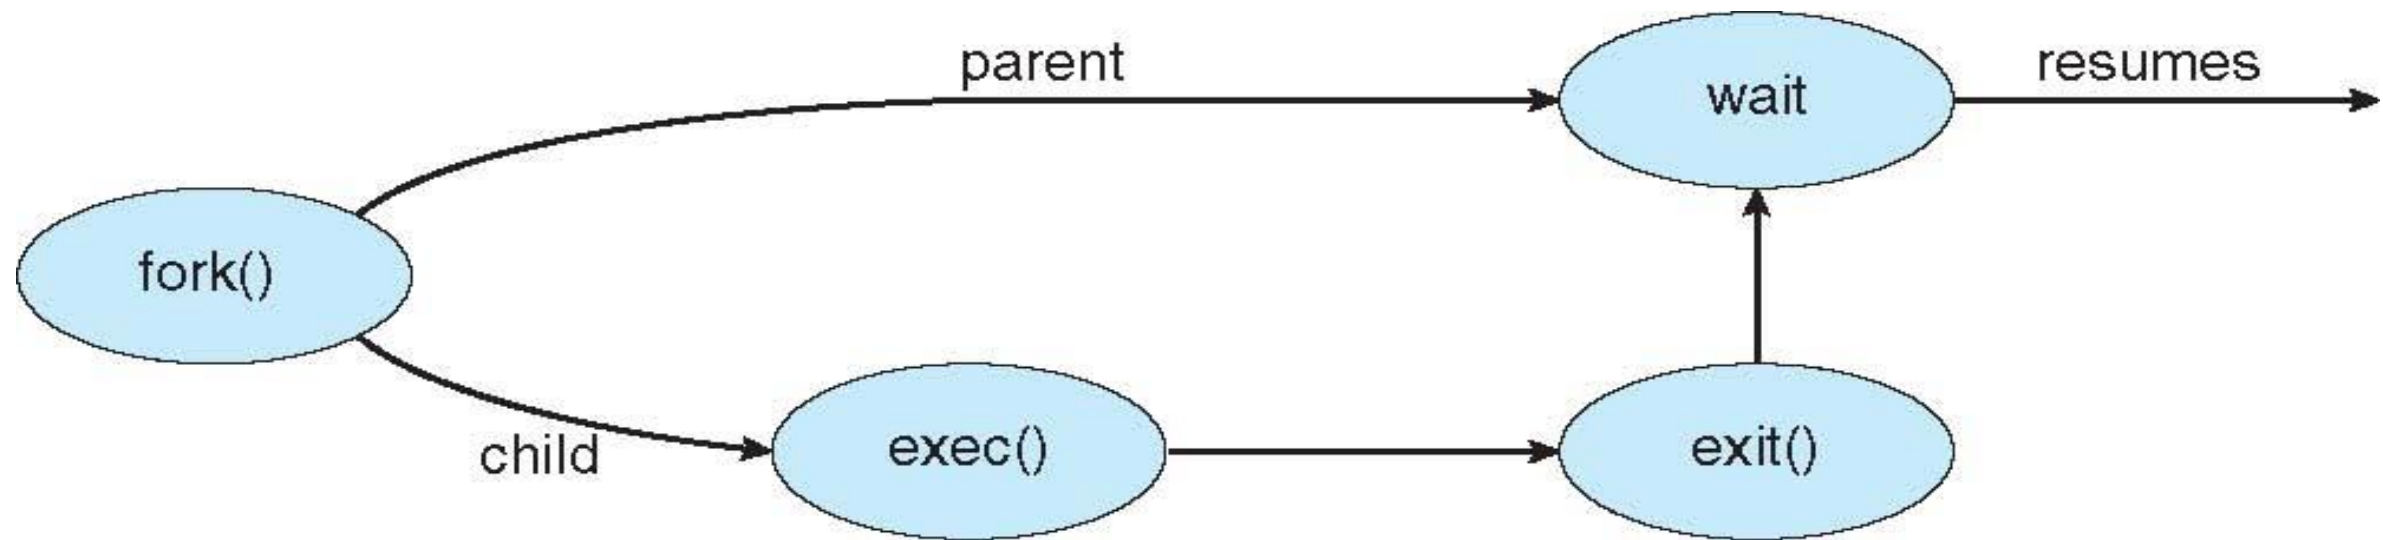 parent
resumes
wait
fork()
child
exec()
exit()